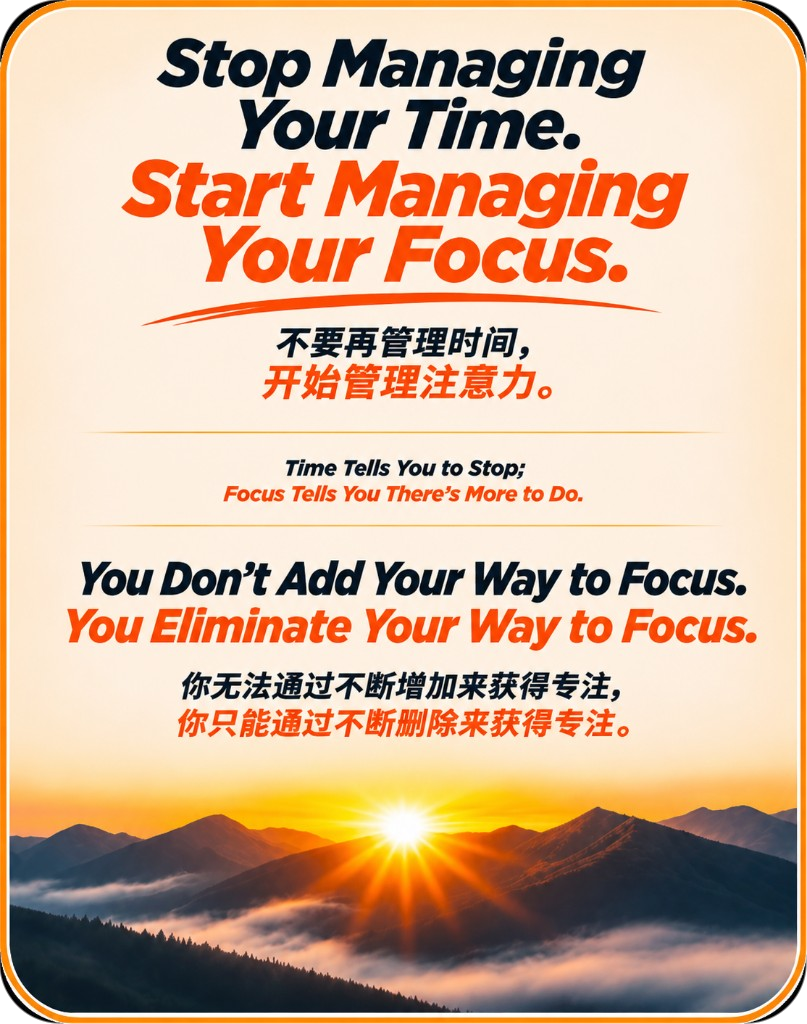 Stop Managing
Your Time.
Start Managing
Your Focus.
不要再管理时间，
开始管理注意力。
Time Tells You to Stop;
Focus Tells You There's More to Do.
You Don't Add Your Way to Focus.
You Eliminate Your Way to Focus.
你无法通过不断增加来获得专注，
你只能通过不断删除来获得专注。